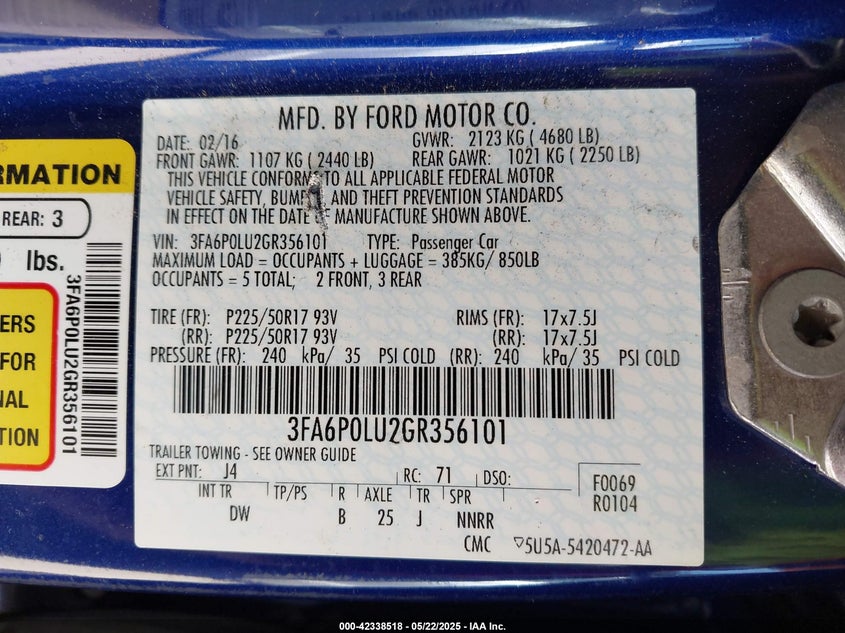 MFD. BY FORD MOTOR CO.
DATE: 02/16 GVWR: 2123 KG ( 4680 LB)
FRONT GAWR: 1107 KG ( 2440 LB) REAR GAWR: 1021 KG ( 2250 LB)
THIS VEHICLE CONFORMS TO ALL APPLICABLE FEDERAL MOTOR
VEHICLE SAFETY, AND THEFT PREVENTION STANDARDS
IN EFFECT ON THE DATE MANUFACTURE SHOWN ABOVE.
VIN: 3FA6P0LU2GR356101 TYPE: Passenger Car
MAXIMUM LOAD = OCCUPANTS + LUGGAGE = 385KG/ 850LB
OCCUPANTS = 5 TOTAL; 2 FRONT, 3 REAR
TIRE (FR): P225/50R17 93V RIMS (FR): 17x7.5J
(RR): P225/50R17 93V (RR): 17x7.5J
PRESSURE (FR): 240 kPa/ 35 PSI COLD (RR): 240 kPa/ 35 PSI COLD
3FA6P0LU2GR356101
TRAILER TOWING - SEE OWNER GUIDE
EXT PNT: J4 RC: 71 DSO:
INT TR TP/PS R AXLE TR SPR
DW B 25 J NNRR
F0069
R0104
CMC ▽5U5A-5420472-AA
RMATION
REAR: 3
lbs.
ERS
FOR
NAL
TION
3FA6P0LU2GR356101
000-42338518 - 05/22/2025 - IAA Inc.